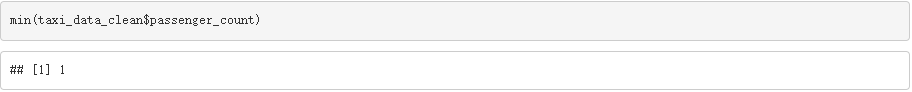 min(taxi_data_clean$passenger_count)
## [1] 1